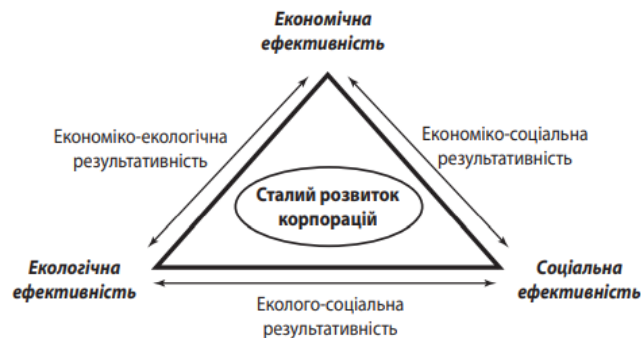 Економічна
ефективність
Економіко-екологічна
результативність
Економіко-соціальна
результативність
Сталий розвиток
корпорацій
Екологічна
ефективність
Соціальна
ефективність
Еколого-соціальна
результативність